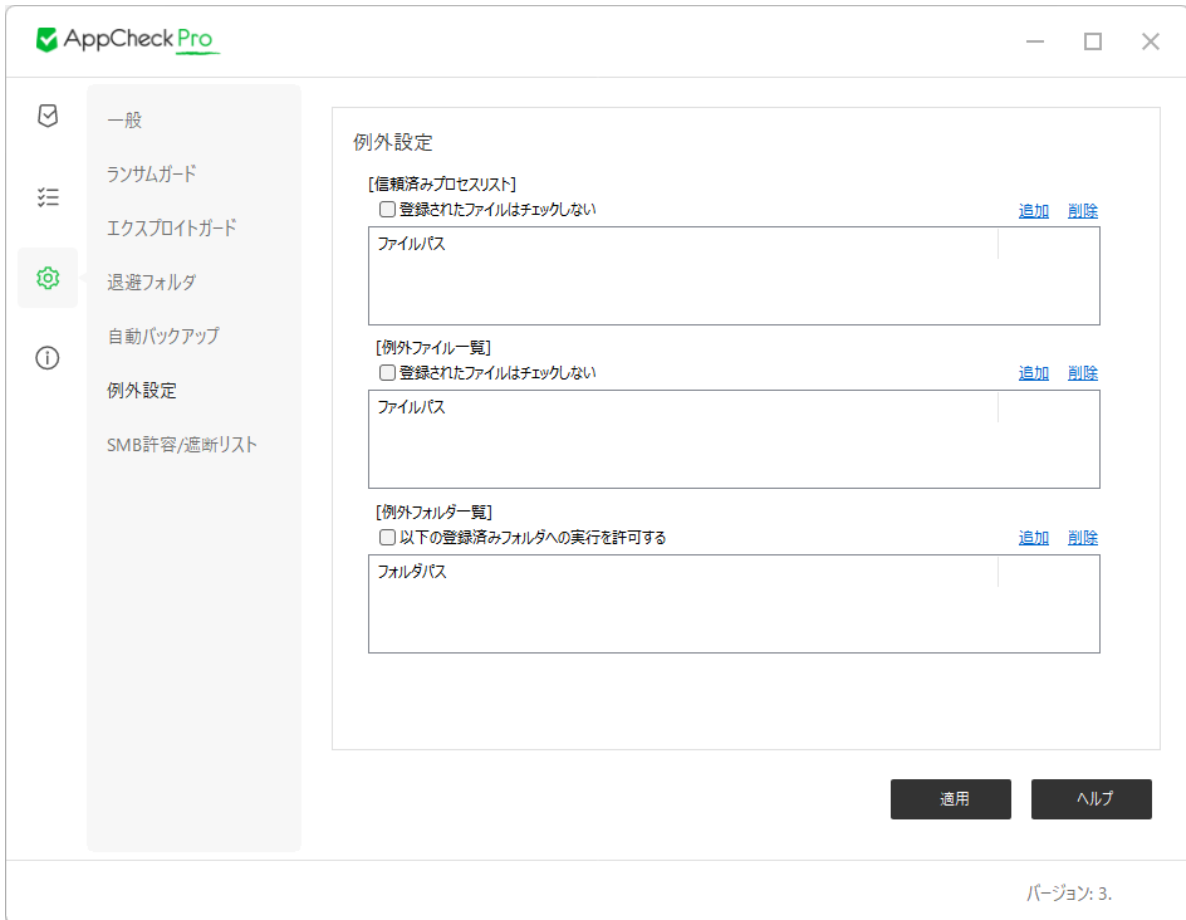 AppCheck Pro
一般
ランサムガード
エクスプロイトガード
退避フォルダ
自動バックアップ
例外設定
SMB許容/遮断リスト
例外設定
[信頼済みプロセスリスト]
登録されたファイルはチェックしない 追加 削除
ファイルパス
[例外ファイル一覧]
登録されたファイルはチェックしない 追加 削除
ファイルパス
[例外フォルダ一覧]
以下の登録済みフォルダへの実行を許可する 追加 削除
フォルダパス
適用 ヘルプ
バージョン: 3.